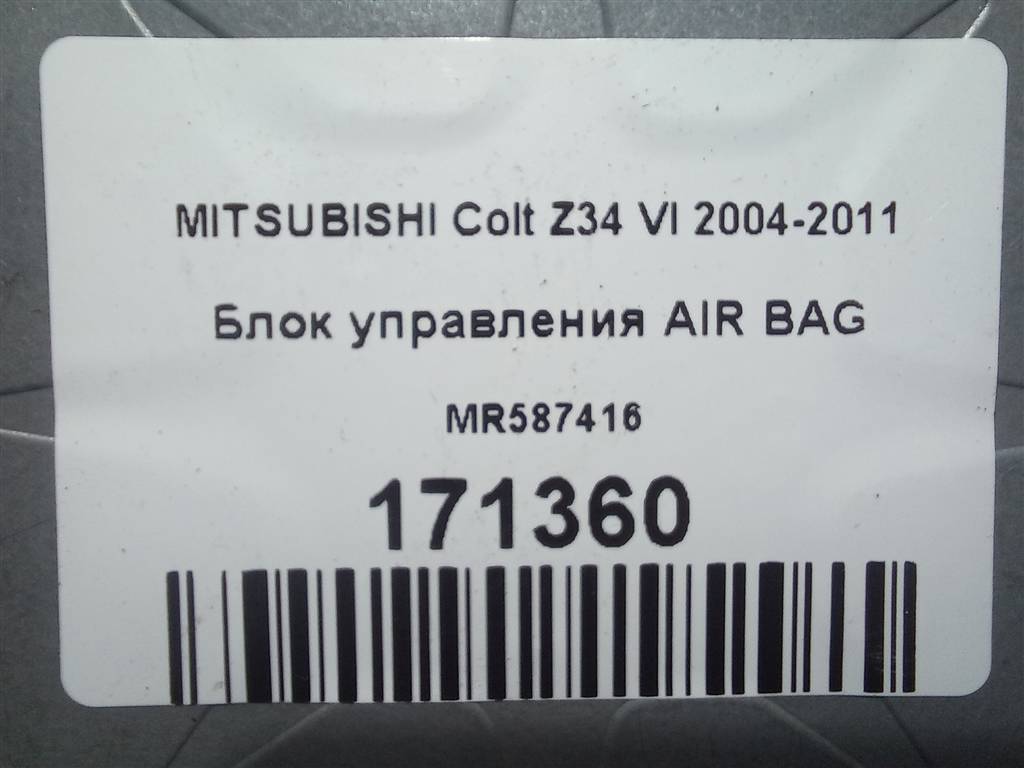 MITSUBISHI Colt Z34 VI 2004-2011
Блок управления AIR BAG
MR587416
171360